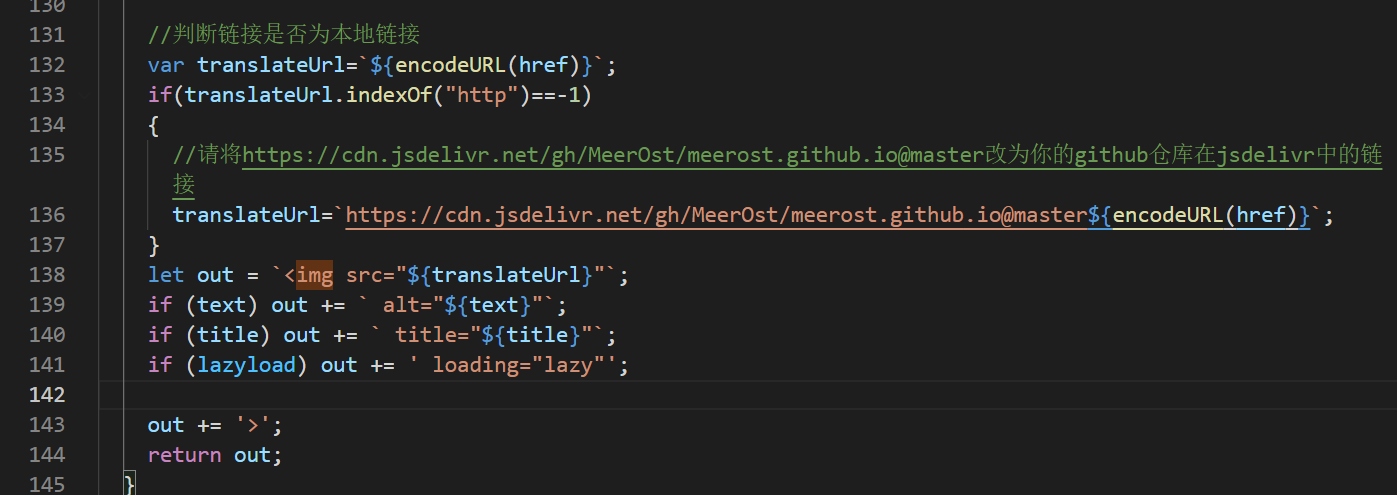 130
131 //判断链接是否为本地链接
132 var translateUrl=`${encodeURL(href)}`;
133 if(translateUrl.indexOf("http")==-1)
134 {
135 //请将https://cdn.jsdelivr.net/gh/MeerOst/meerost.github.io@master改为你的github仓库在jsdelivr中的链
接
136 translateUrl=`https://cdn.jsdelivr.net/gh/MeerOst/meerost.github.io@master${encodeURL(href)}`;
137 }
138 let out = `<img src="${translateUrl}"`;
139 if (text) out += ` alt="${text}"`;
140 if (title) out += ` title="${title}"`;
141 if (lazyload) out += ' loading="lazy"';
142
143 out += '>';
144 return out;
145 }